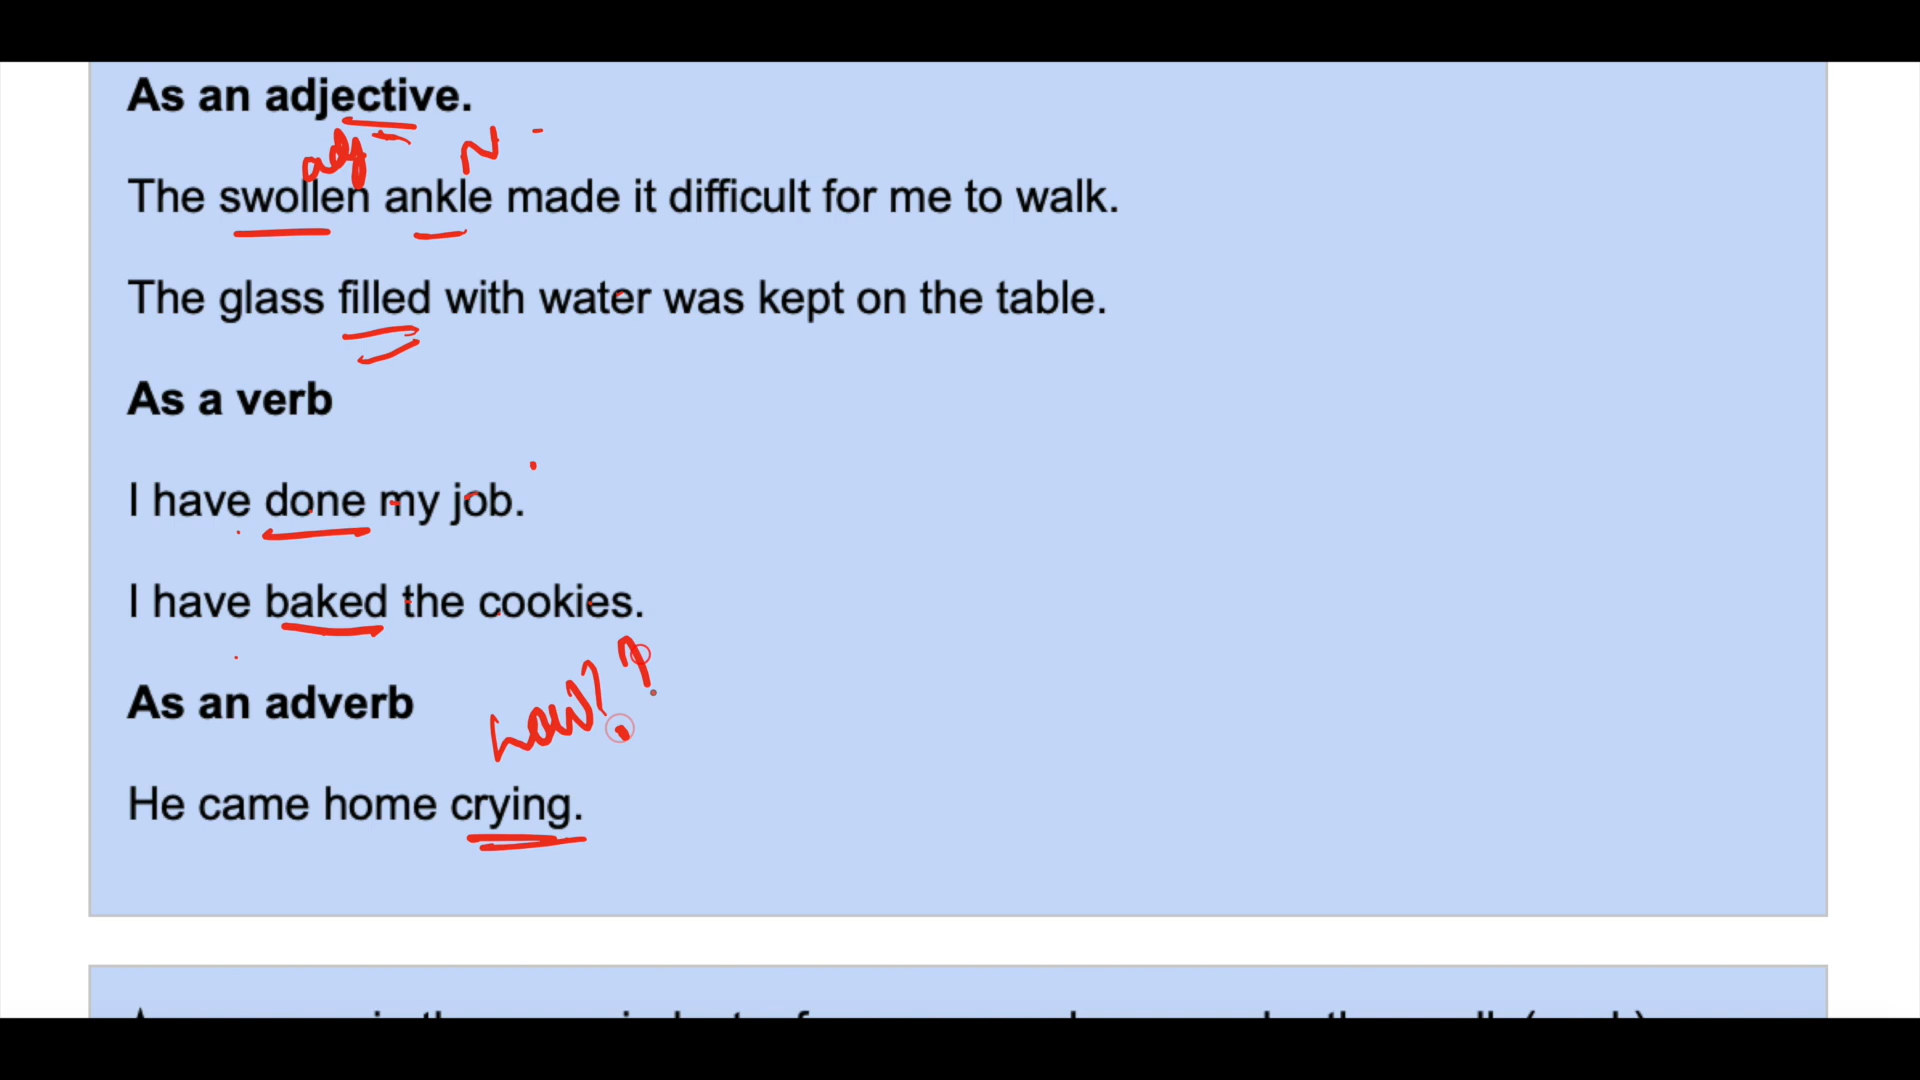 As an adjective.
adj N
The swollen ankle made it difficult for me to walk.
The glass filled with water was kept on the table.
As a verb
I have done my job.
I have baked the cookies.
As an adverb
how??
He came home crying.